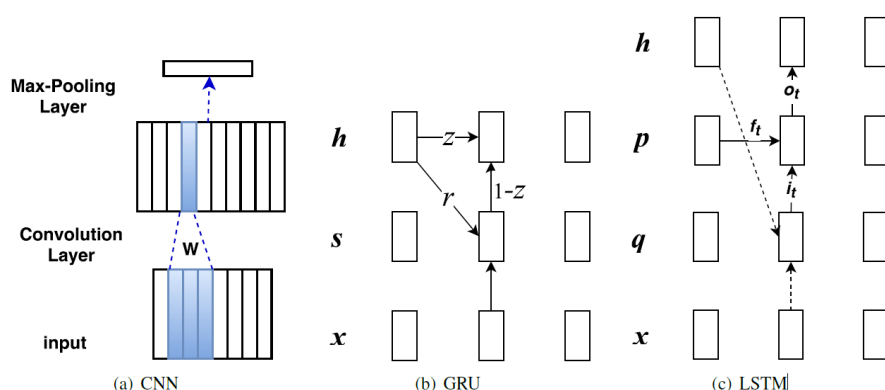 Max-Pooling
Layer
Convolution
Layer
W
input
(a) CNN
h
z
r
1-z
s
x
(b) GRU
h
o_t
p
f_t
i_t
q
x
(c) LSTM